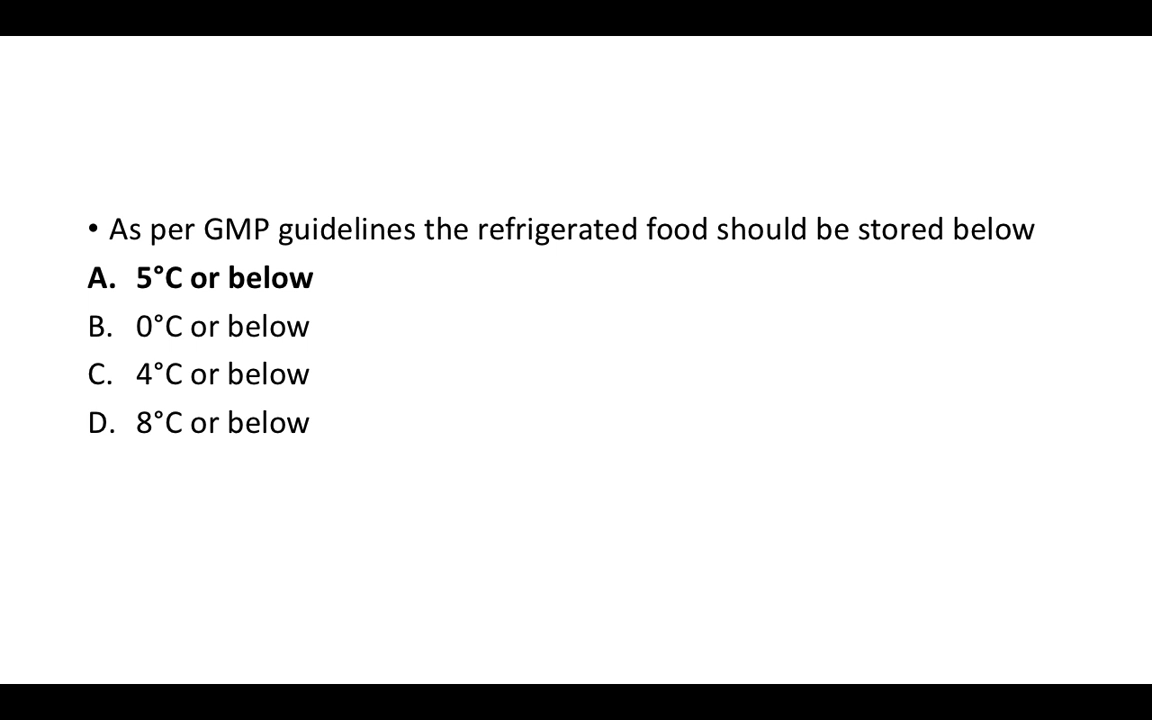 • As per GMP guidelines the refrigerated food should be stored below
A. 5°C or below
B. 0°C or below
C. 4°C or below
D. 8°C or below